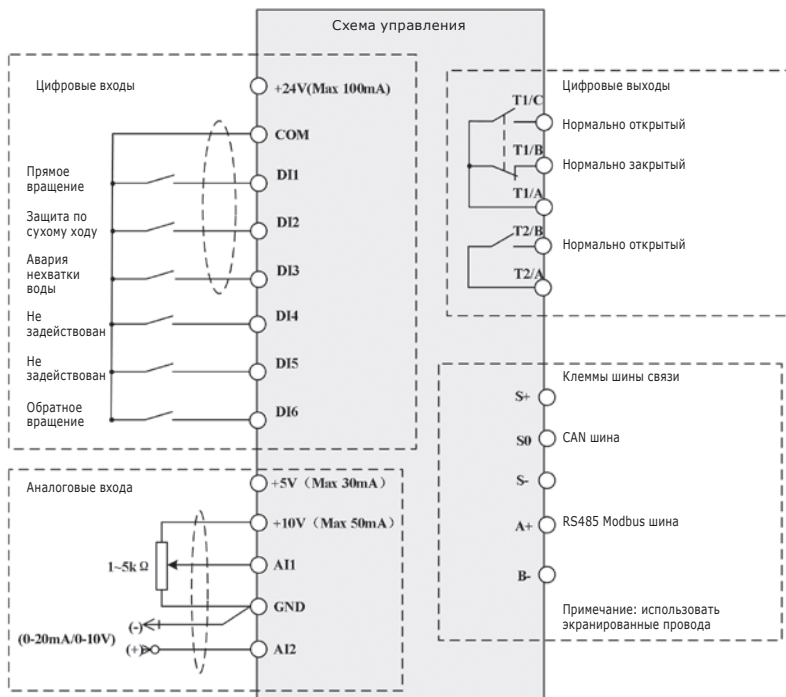 Схема управления
Цифровые входы
+24V(Max 100mA)
COM
Прямое
вращение
DI1
Защита по
сухому ходу
DI2
Авария
нехватки
воды
DI3
Не
задействован
DI4
Не
задействован
DI5
Обратное
вращение
DI6
Аналоговые входа
+5V (Max 30mA)
+10V (Max 50mA)
1~5k Ω
AI1
GND
(-)
(0-20mA/0-10V)
(+)
AI2
Цифровые выходы
T1/C
Нормально открытый
T1/B
Нормально закрытый
T1/A
T2/B
Нормально открытый
T2/A
Клеммы шины связи
S+
S0
CAN шина
S-
A+
RS485 Modbus шина
B-
Примечание: использовать
экранированные провода